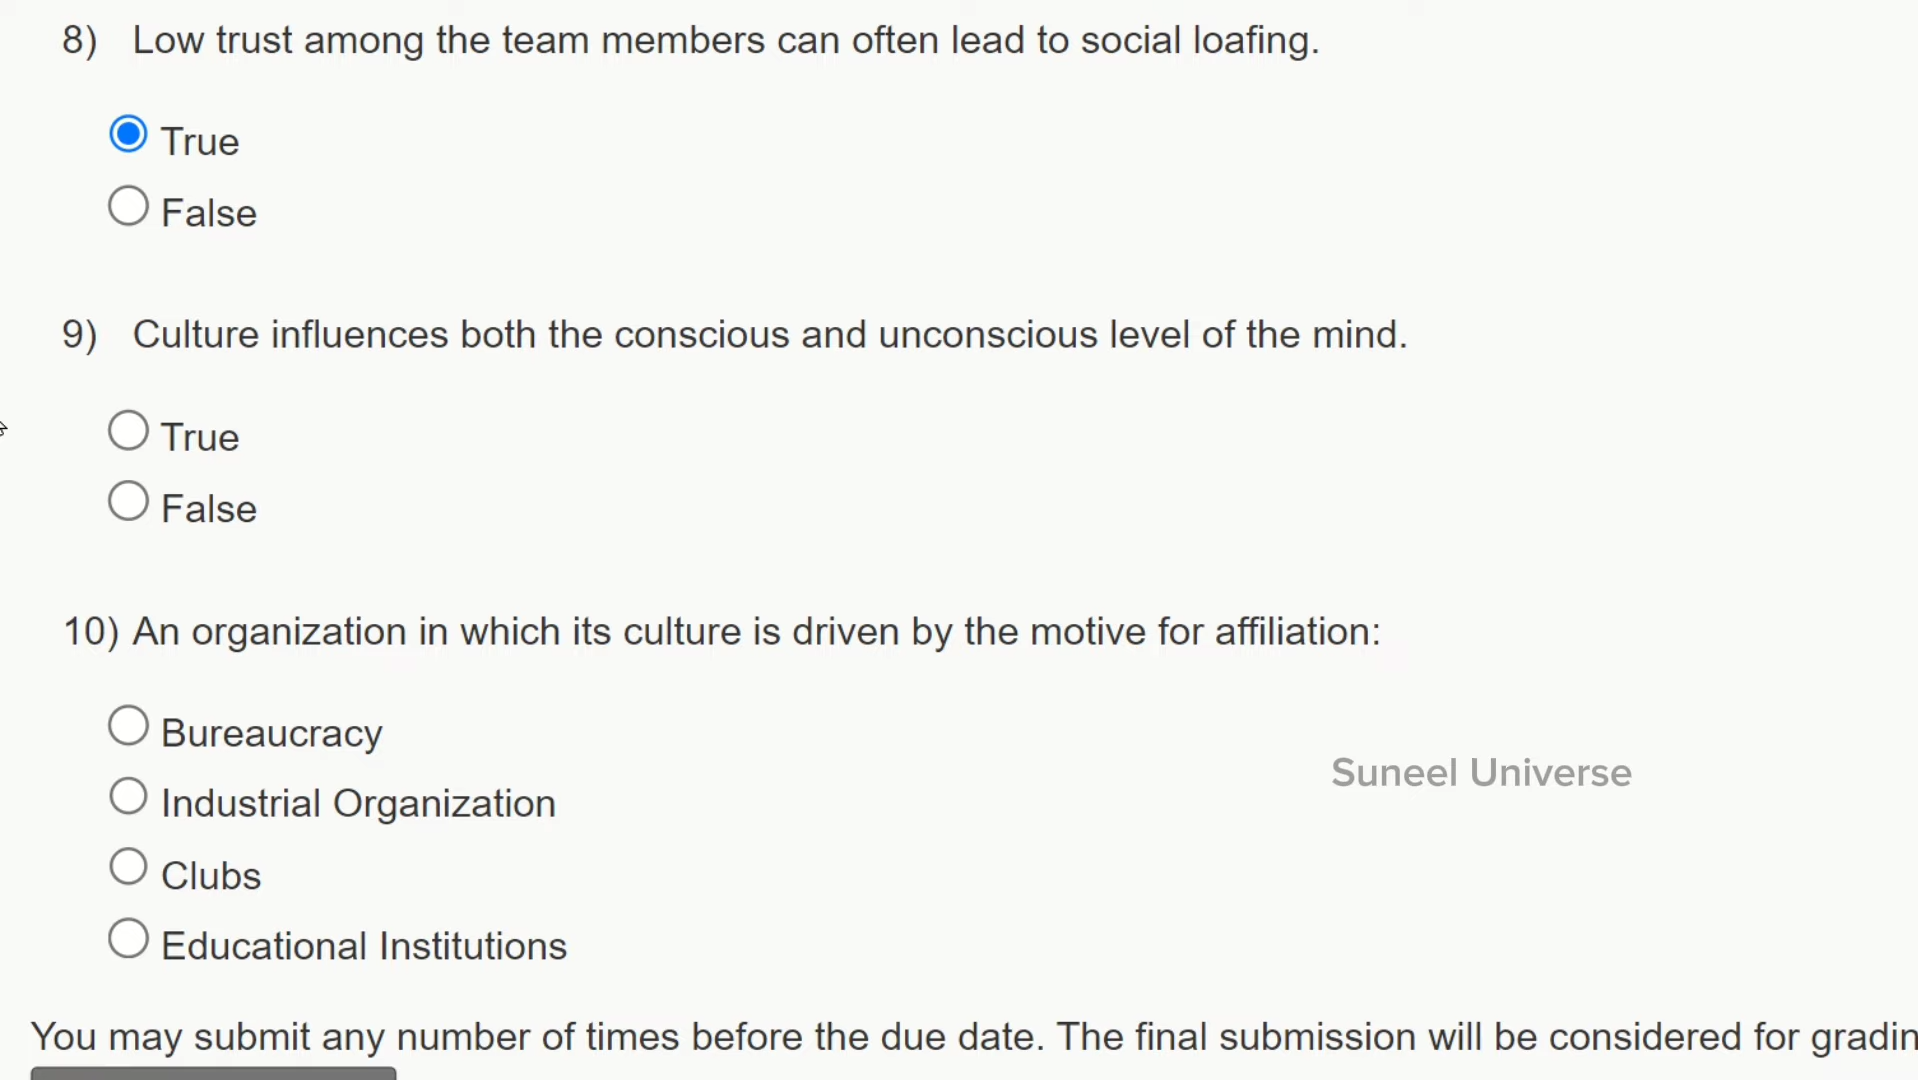 8) Low trust among the team members can often lead to social loafing.
True
False
9) Culture influences both the conscious and unconscious level of the mind.
True
False
10) An organization in which its culture is driven by the motive for affiliation:
Bureaucracy
Industrial Organization
Clubs
Educational Institutions
Suneel Universe
You may submit any number of times before the due date. The final submission will be considered for gradin